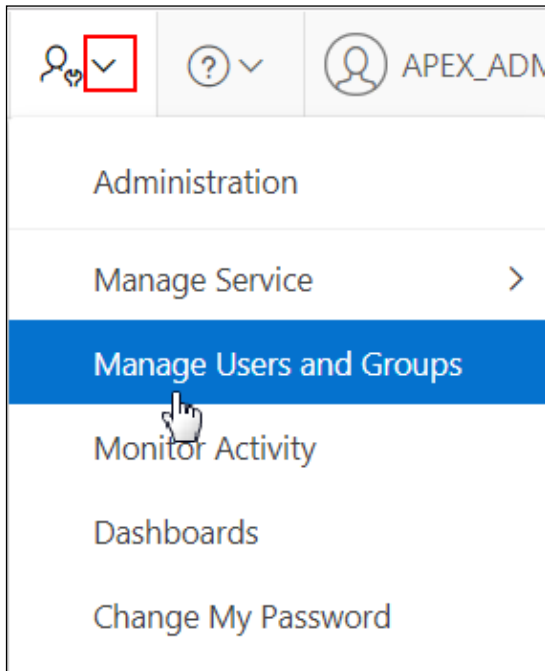 APEX_ADM
Administration
Manage Service
Manage Users and Groups
Monitor Activity
Dashboards
Change My Password